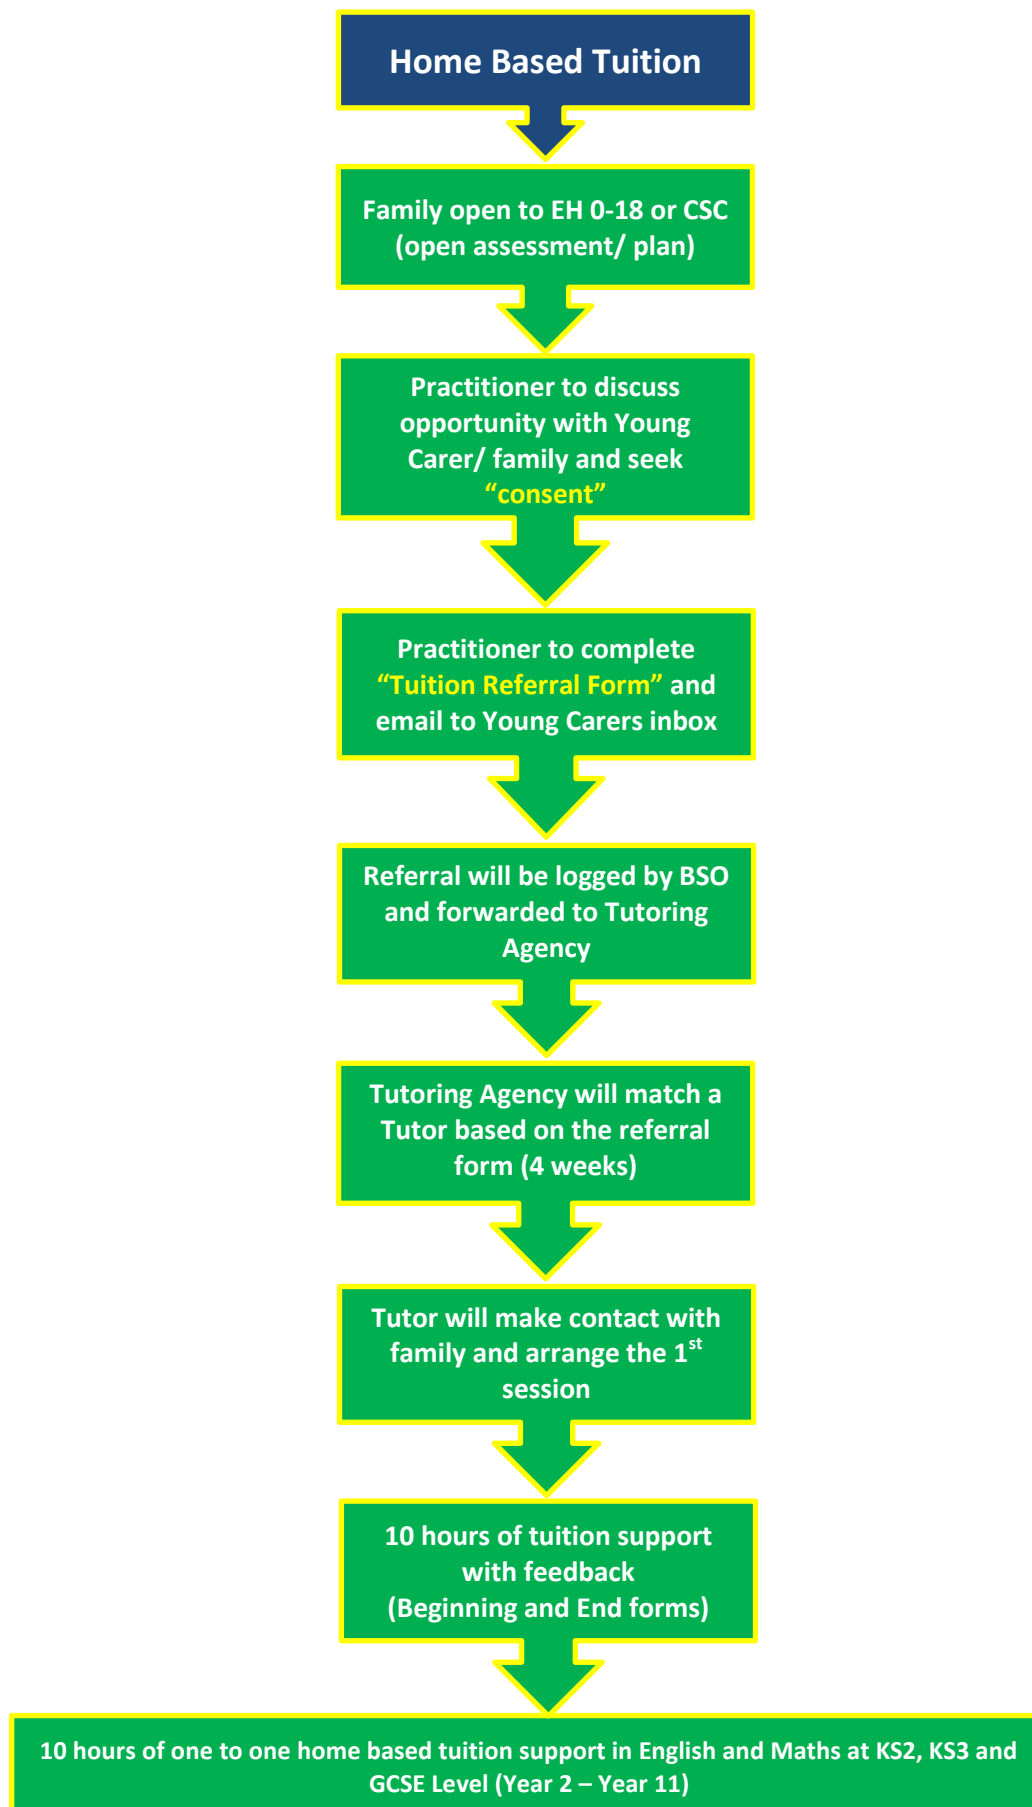 Home Based Tuition
Family open to EH 0-18 or CSC
(open assessment/ plan)
Practitioner to discuss
opportunity with Young
Carer/ family and seek
“consent”
Practitioner to complete
“Tuition Referral Form” and
email to Young Carers inbox
Referral will be logged by BSO
and forwarded to Tutoring
Agency
Tutoring Agency will match a
Tutor based on the referral
form (4 weeks)
Tutor will make contact with
family and arrange the 1st
session
10 hours of tuition support
with feedback
(Beginning and End forms)
10 hours of one to one home based tuition support in English and Maths at KS2, KS3 and
GCSE Level (Year 2 – Year 11)